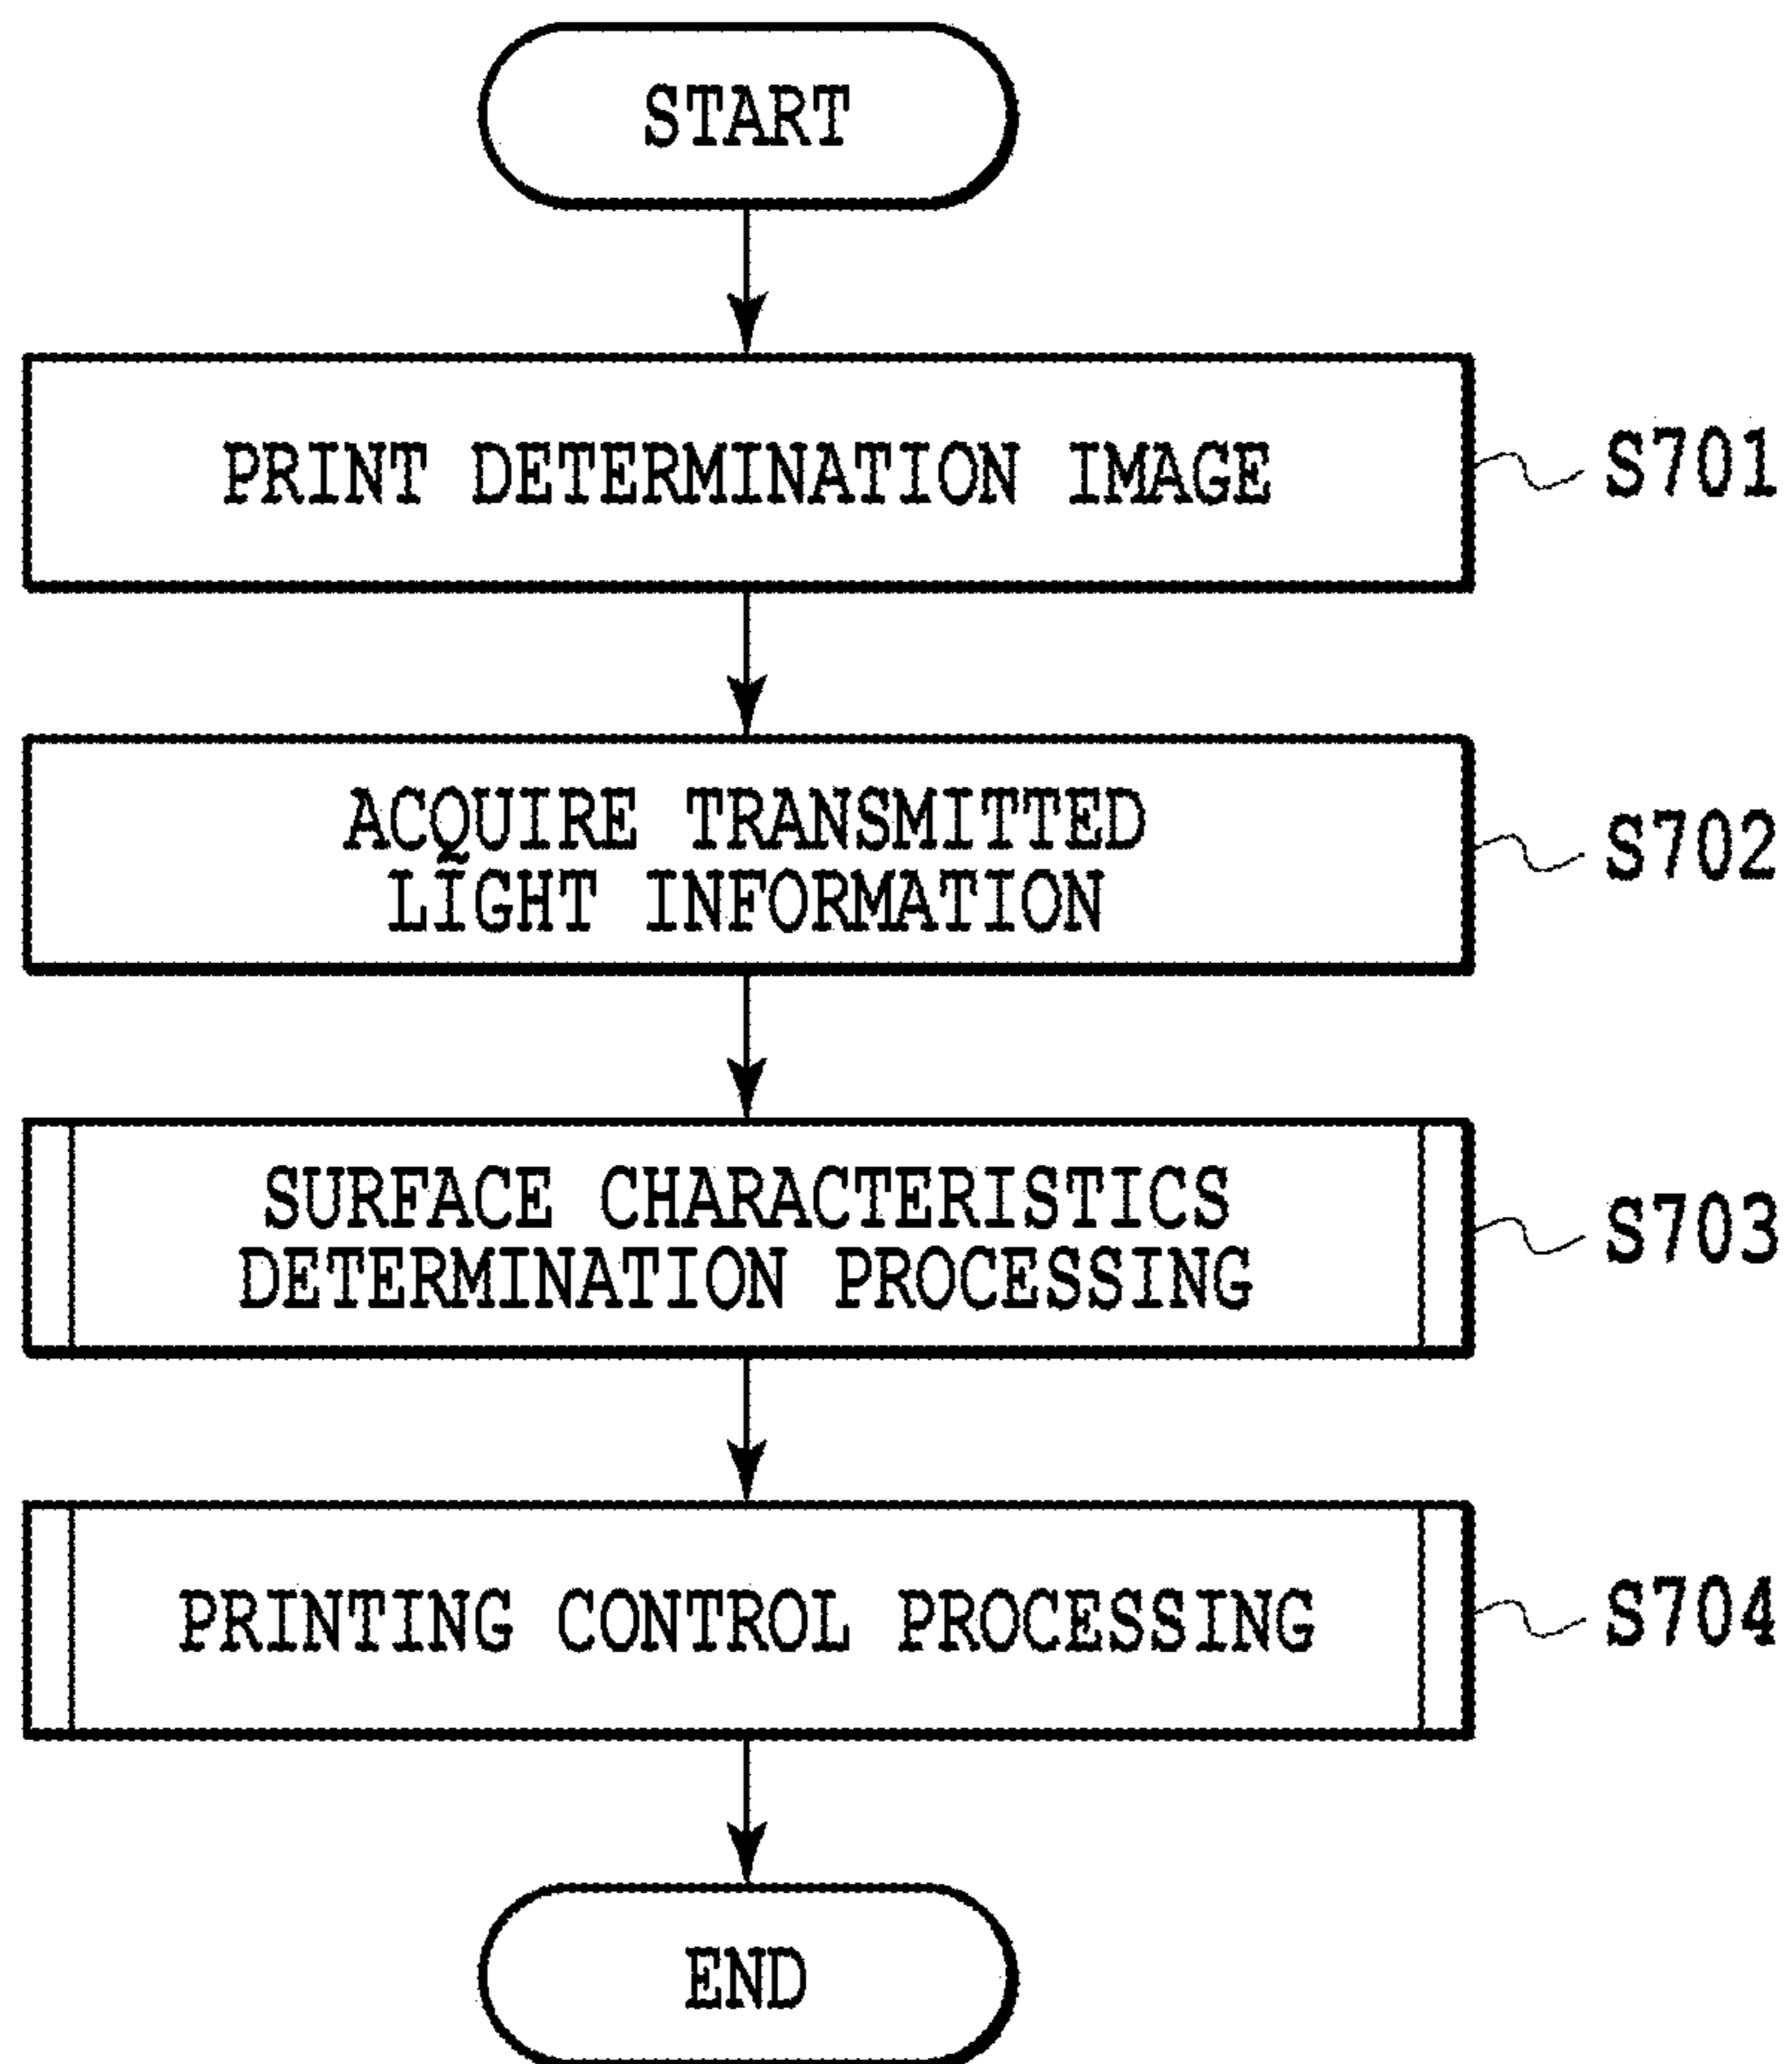 START
PRINT DETERMINATION IMAGE
S701
ACQUIRE TRANSMITTED
LIGHT INFORMATION
S702
SURFACE CHARACTERISTICS
DETERMINATION PROCESSING
S703
PRINTING CONTROL PROCESSING
S704
END